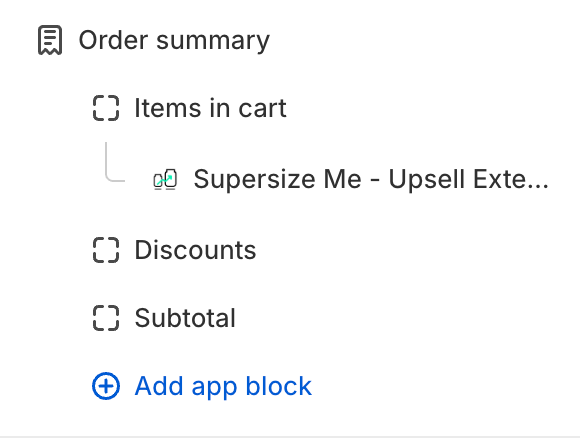 Order summary
Items in cart
Supersize Me - Upsell Exte...
Discounts
Subtotal
Add app block